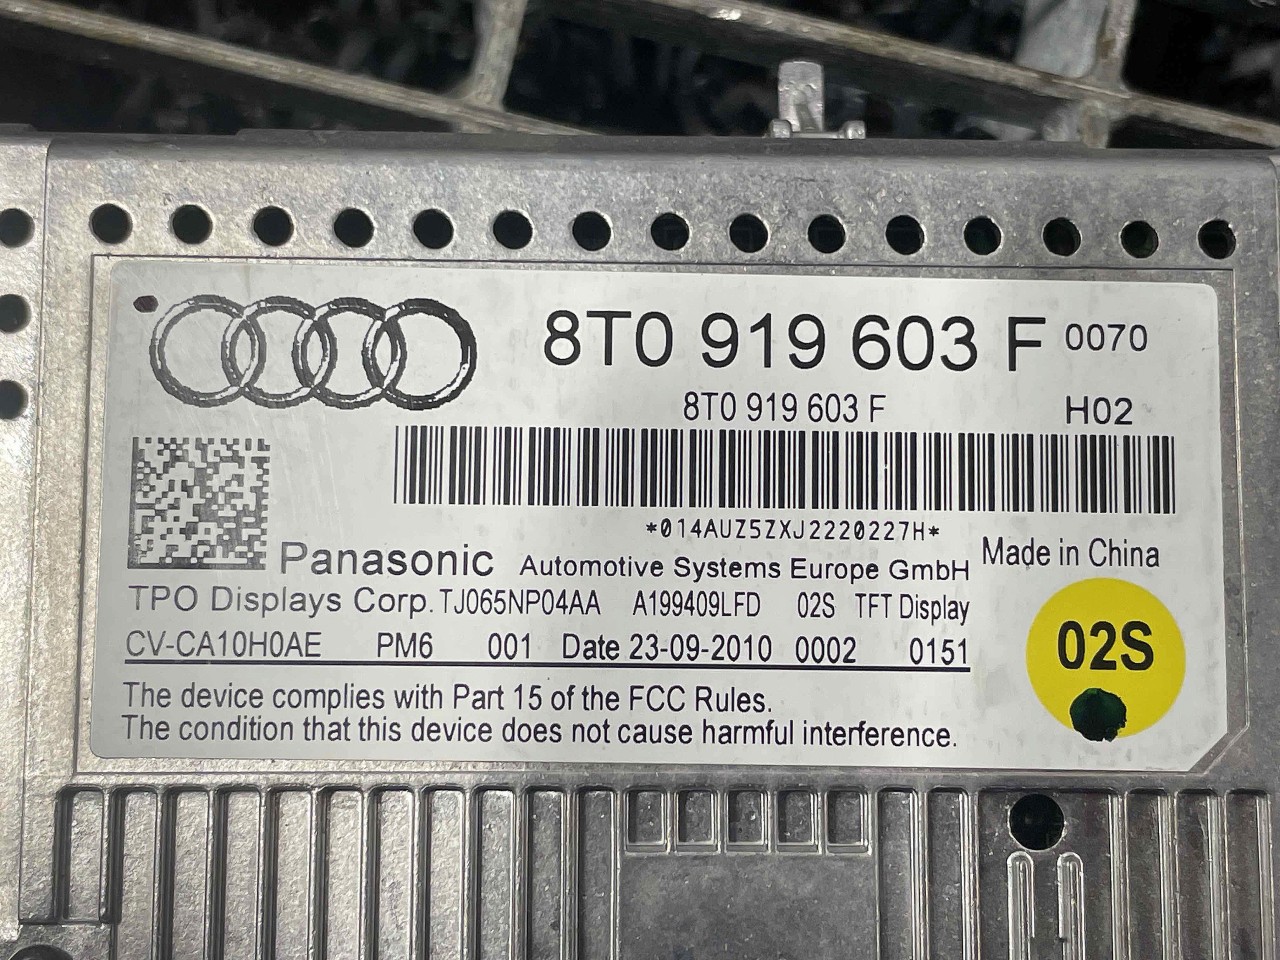 8T0 919 603 F 0070
8T0 919 603 F H02
*014AUZ5ZXJ2220227H*
Panasonic Automotive Systems Europe GmbH Made in China
TPO Displays Corp. TJ065NP04AA A199409LFD 02S TFT Display
CV-CA10H0AE PM6 001 Date 23-09-2010 0002 0151
02S
The device complies with Part 15 of the FCC Rules.
The condition that this device does not cause harmful interference.